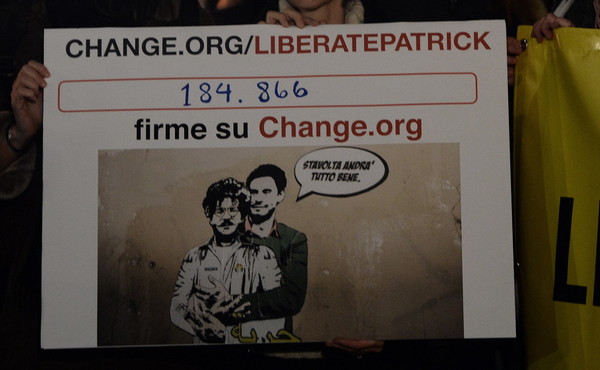 CHANGE.ORG/LIBERATEPATRICK
184.866
firme su Change.org
STAVOLTA ANDRA'
TUTTO BENE.
L